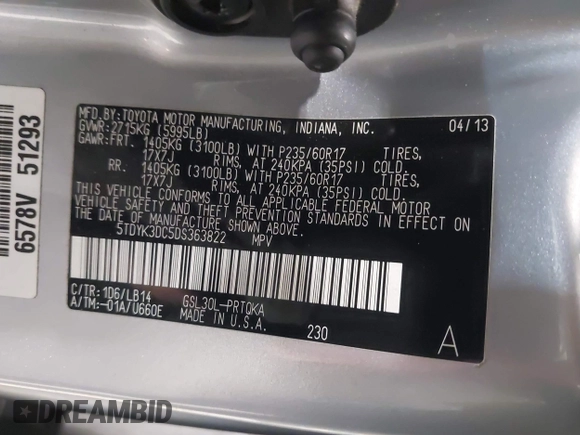 MFD.BY:TOYOTA MOTOR MANUFACTURING, INDIANA, INC. 04/13
GVWR:2715KG (5995LB)
GAWR:FRT. 1405KG (3100LB) WITH P235/60R17 TIRES,
17X7J RIMS, AT 240KPA (35PSI) COLD.
RR. 1405KG (3100LB) WITH P235/60R17 TIRES,
17X7J RIMS, AT 240KPA (35PSI) COLD.
THIS VEHICLE CONFORMS TO ALL APPLICABLE FEDERAL MOTOR
VEHICLE SAFETY AND THEFT PREVENTION STANDARDS IN EFFECT ON
THE DATE OF MANUFACTURE SHOWN ABOVE.
5TDYK3DC5DS363822 MPV
C/TR:1D6/LB14 GSL30L-PRTQKA
A/TM:-01A/U660E MADE IN U.S.A. 230 A
6578V 51293
DREAMBID